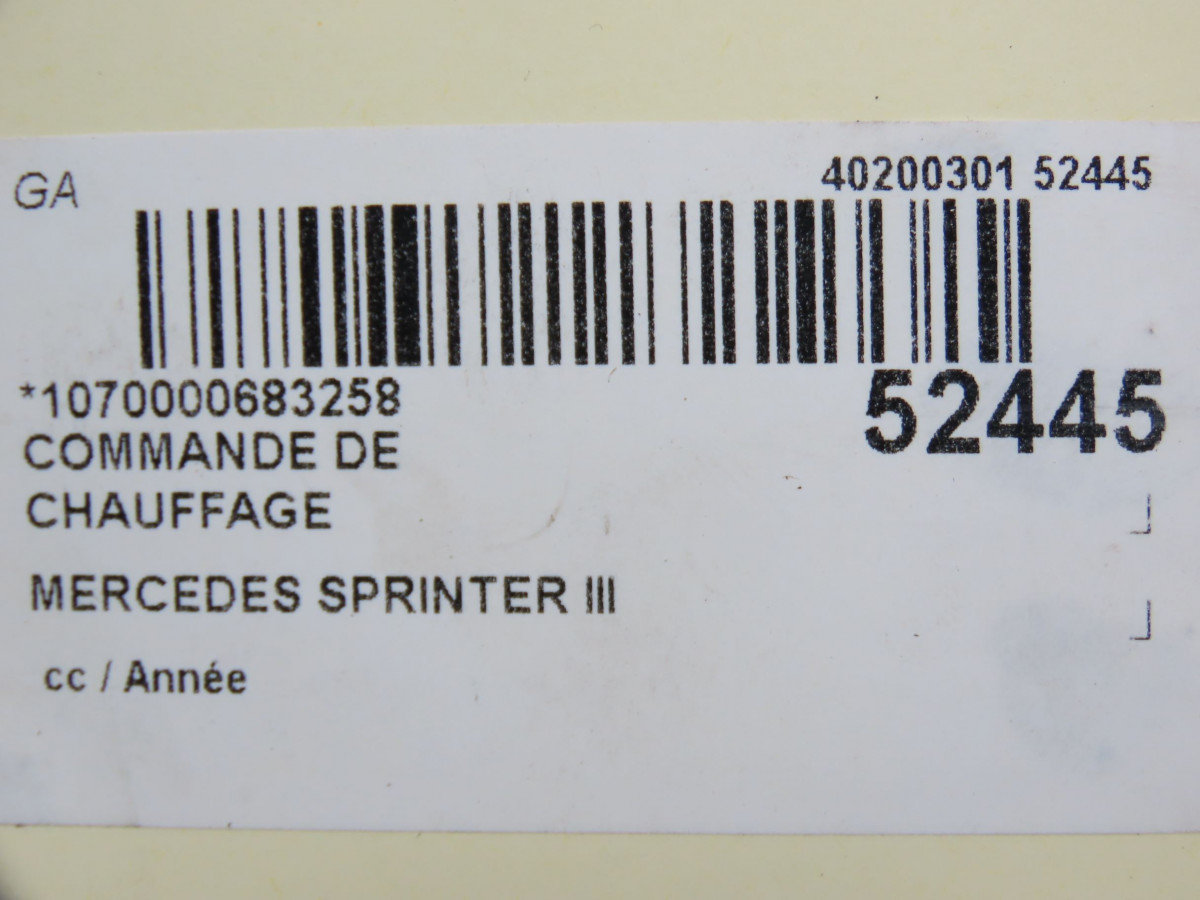 GA
40200301 52445
*1070000683258
52445
COMMANDE DE
CHAUFFAGE
MERCEDES SPRINTER III
cc / Année